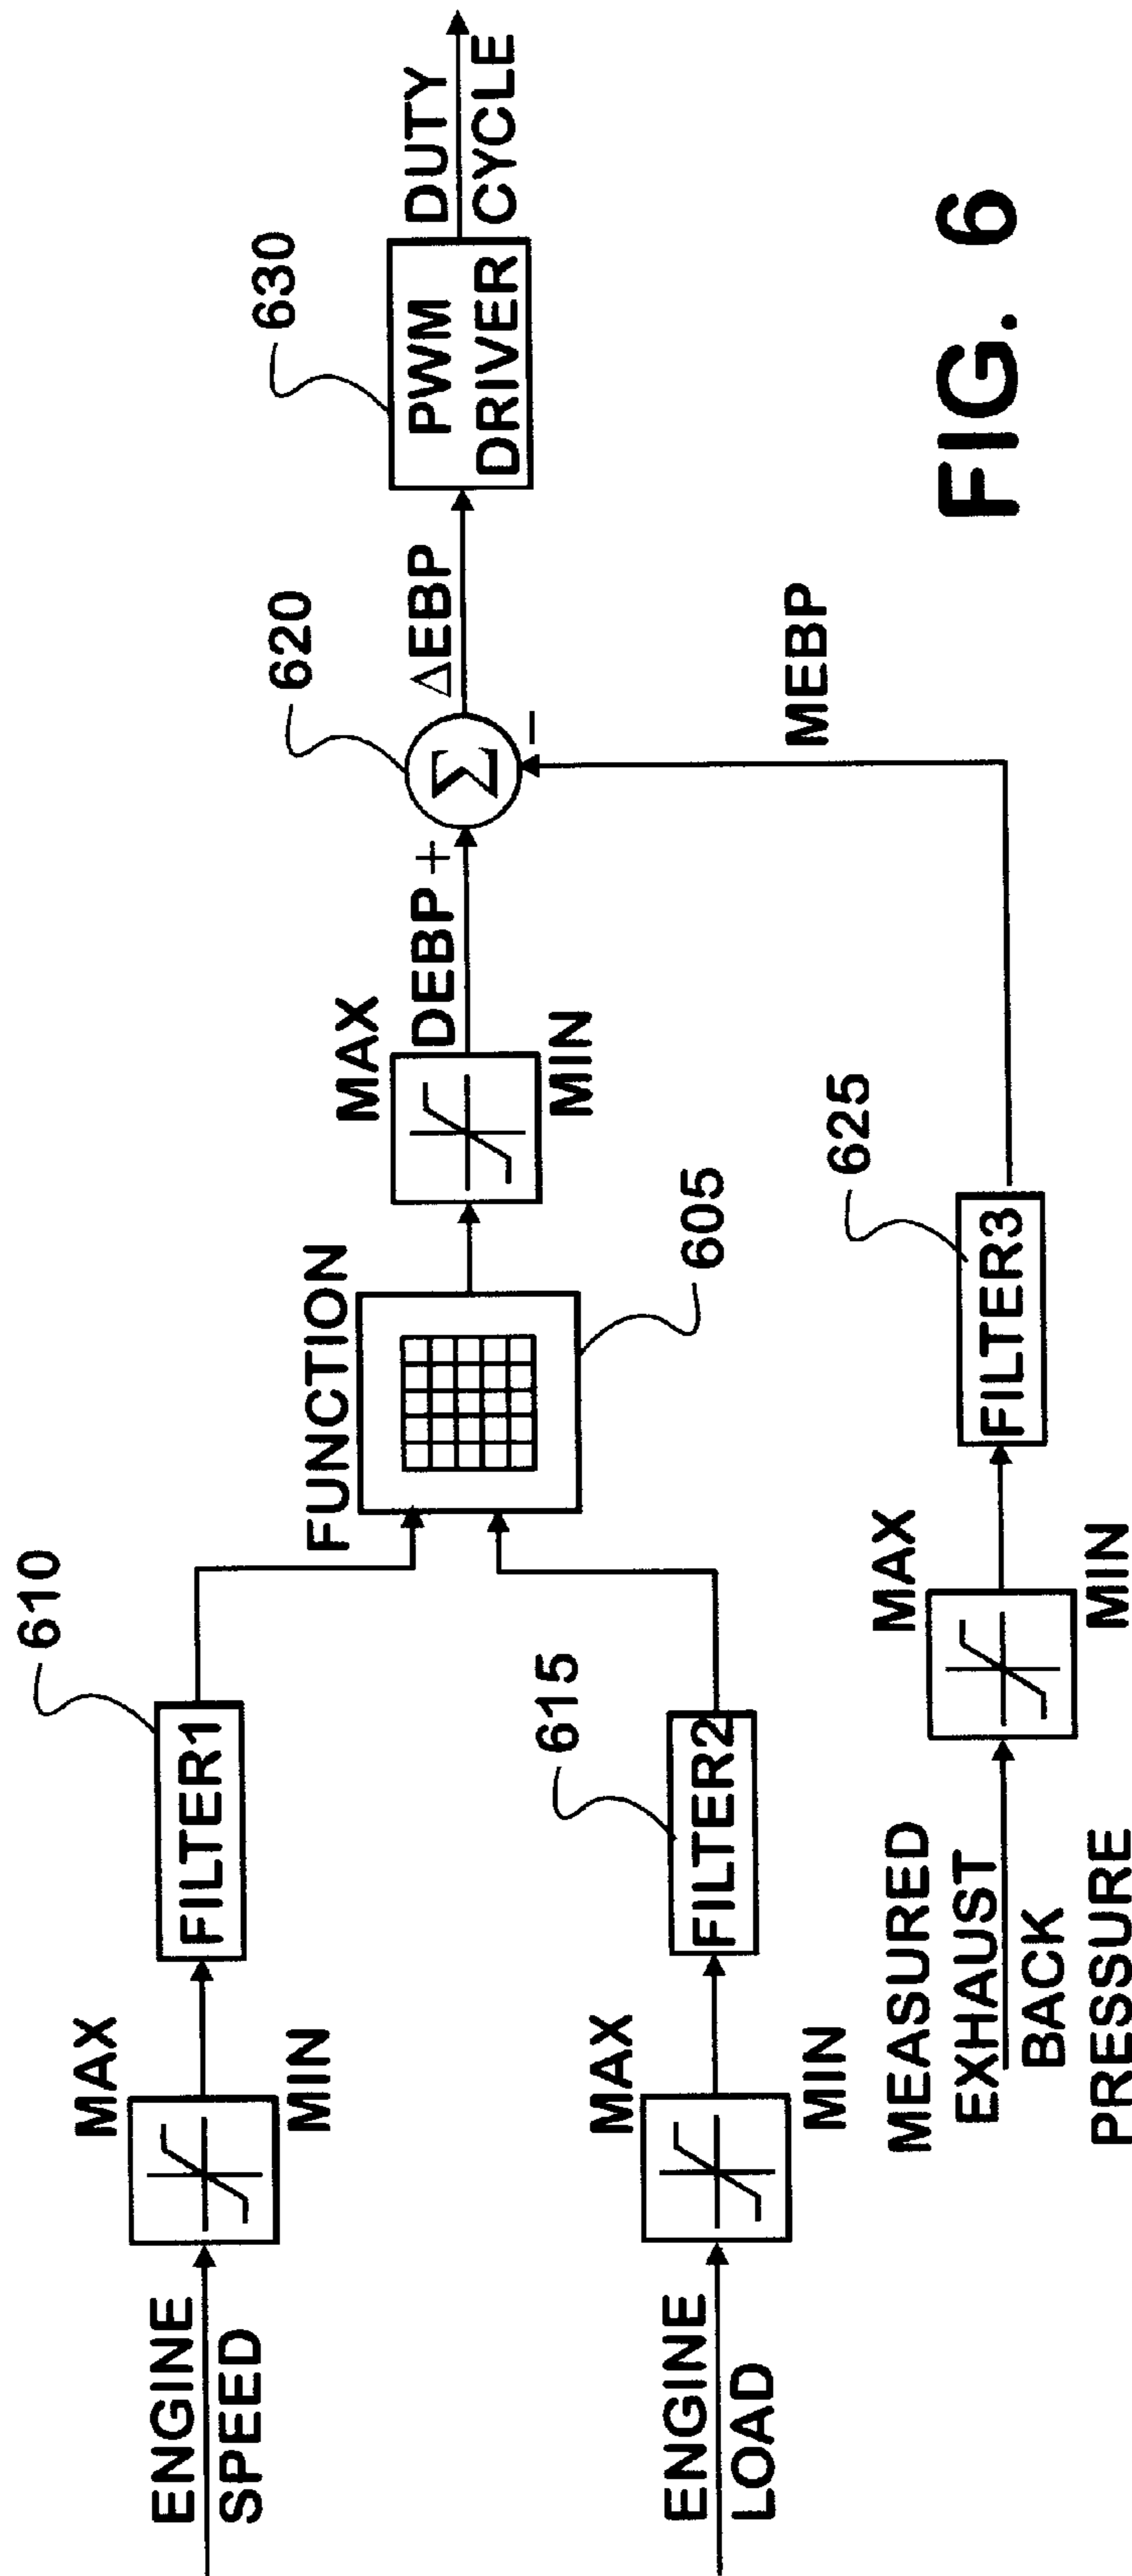 ENGINE
SPEED
MAX
MIN
FILTER1
610
ENGINE
LOAD
MAX
MIN
FILTER2
615
FUNCTION
605
MAX
MIN
DEBP +
Σ
−
620
ΔEBP
PWM
DRIVER
630
DUTY
CYCLE
MEASURED
EXHAUST
BACK
PRESSURE
MAX
MIN
FILTER3
625
MEBP
FIG. 6